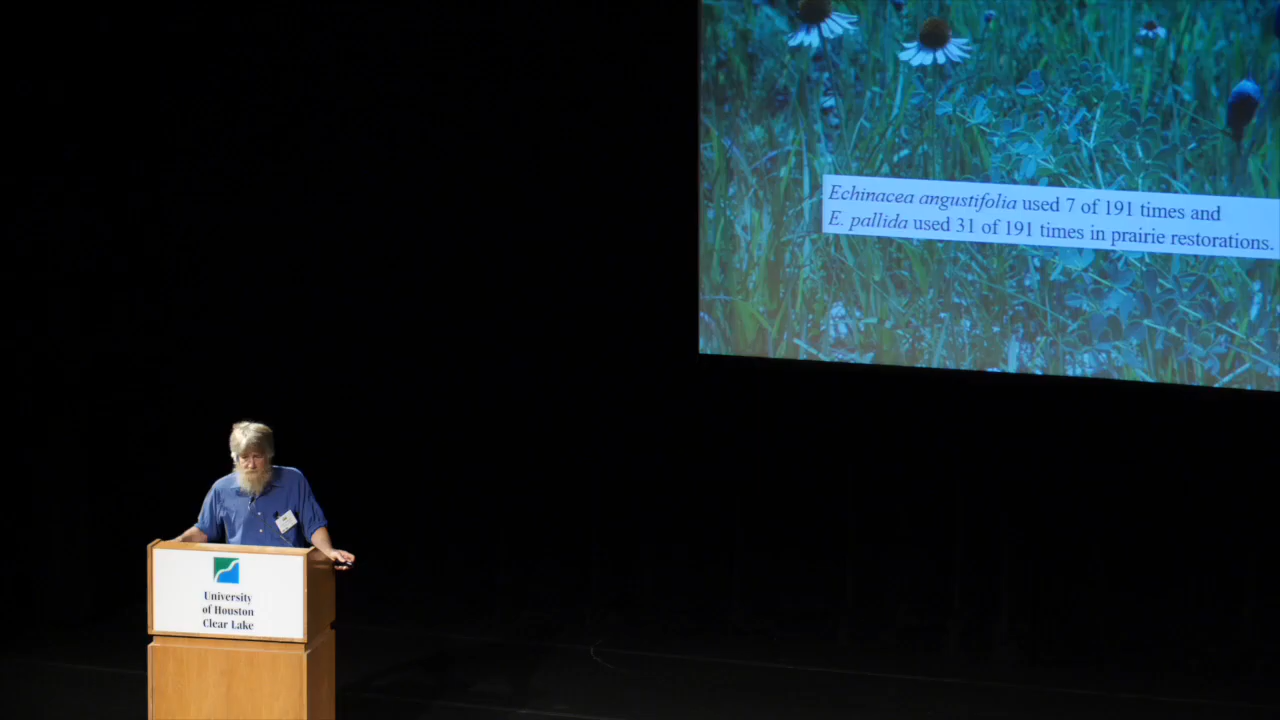 Echinacea angustifolia used 7 of 191 times and
E. pallida used 31 of 191 times in prairie restorations.
University
of Houston
Clear Lake